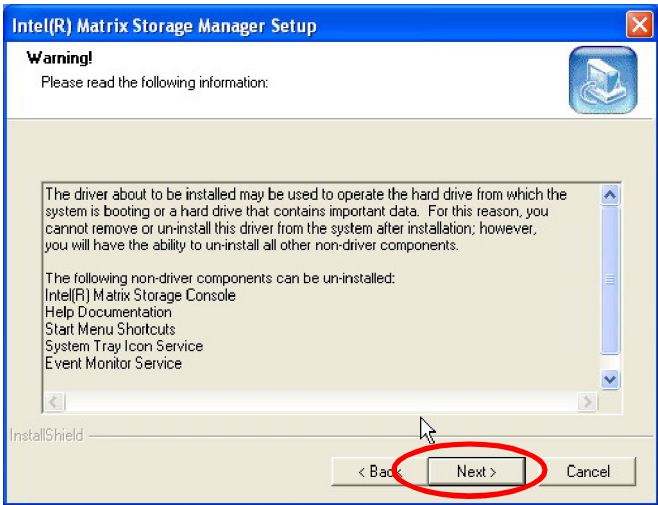 Intel(R) Matrix Storage Manager Setup
Warning!
Please read the following information:
The driver about to be installed may be used to operate the hard drive from which the
system is booting or a hard drive that contains important data. For this reason, you
cannot remove or un-install this driver from the system after installation; however,
you will have the ability to un-install all other non-driver components.
The following non-driver components can be un-installed:
Intel(R) Matrix Storage Console
Help Documentation
Start Menu Shortcuts
System Tray Icon Service
Event Monitor Service
InstallShield
< Back Next > Cancel